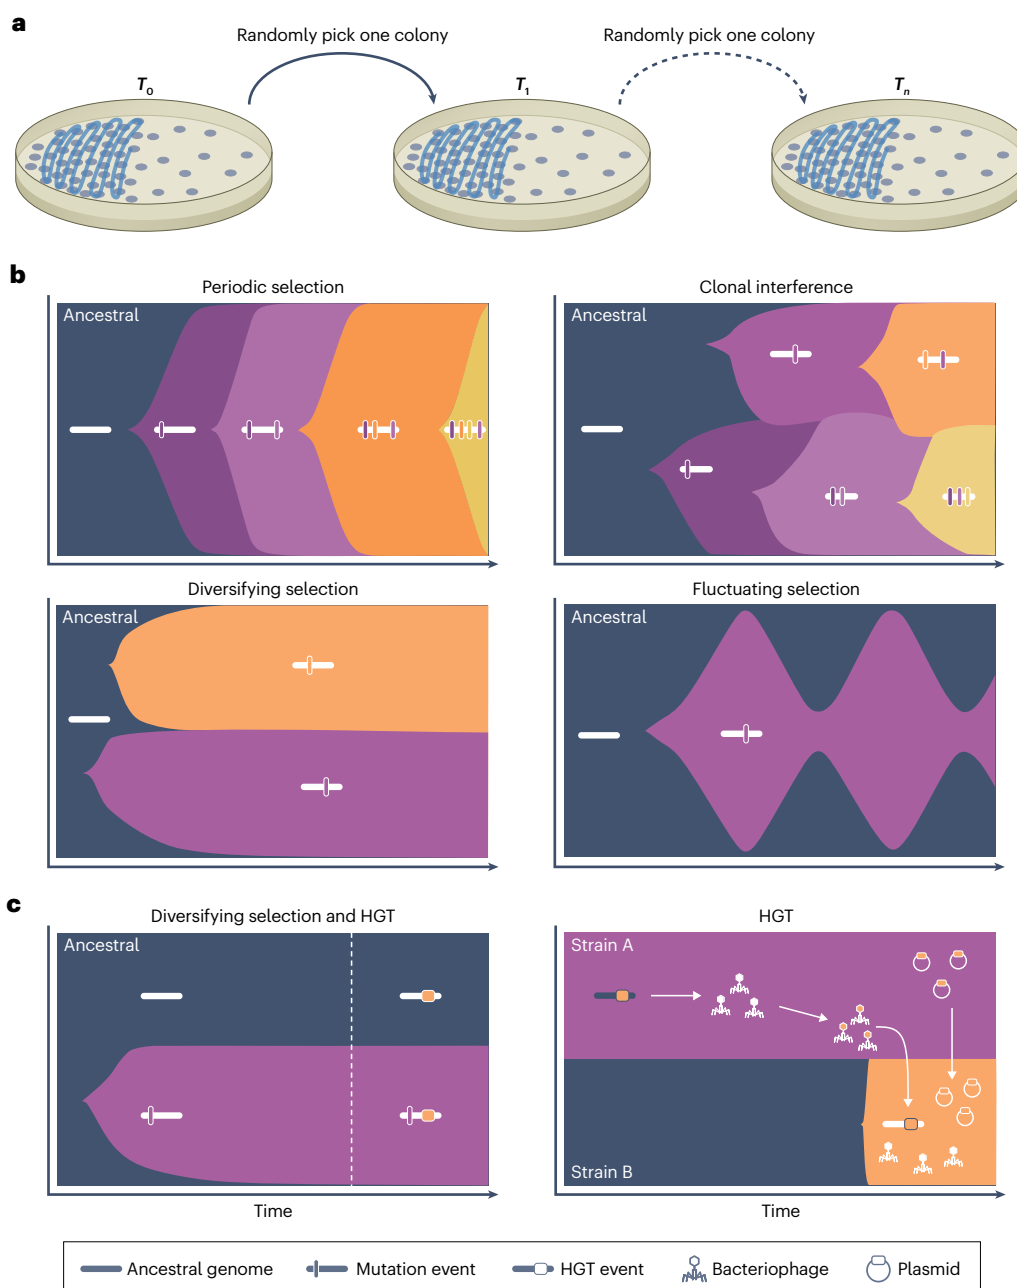 a
Randomly pick one colony
Randomly pick one colony
T0
T1
Tn
b
Periodic selection
Clonal interference
Ancestral
Ancestral
Diversifying selection
Fluctuating selection
Ancestral
Ancestral
c
Diversifying selection and HGT
HGT
Ancestral
Strain A
Strain B
Time
Time
Ancestral genome
Mutation event
HGT event
Bacteriophage
Plasmid